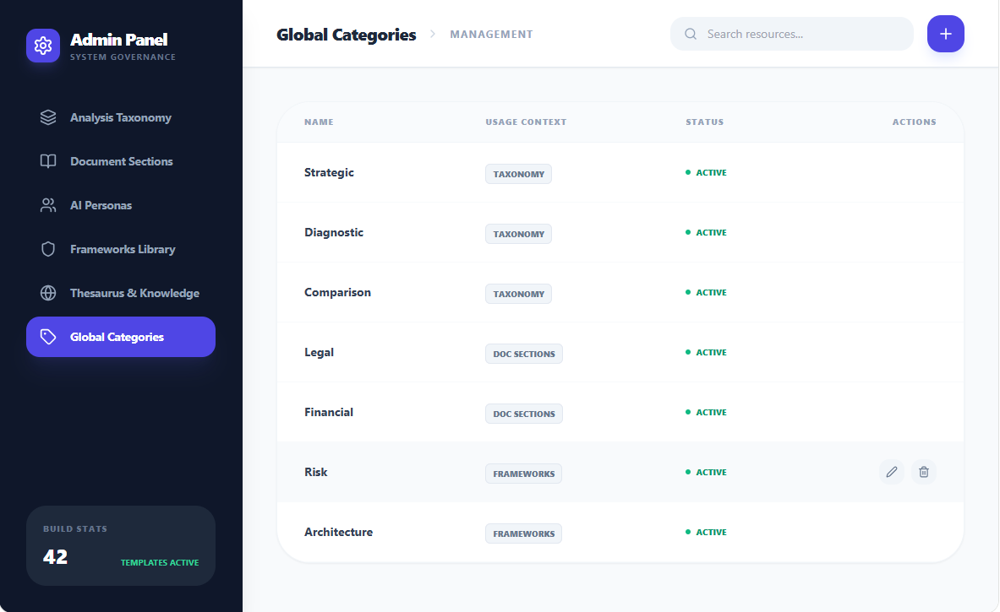 Admin Panel
SYSTEM GOVERNANCE
Analysis Taxonomy
Document Sections
AI Personas
Frameworks Library
Thesaurus & Knowledge
Global Categories
BUILD STATS
42 TEMPLATES ACTIVE
Global Categories > MANAGEMENT
Search resources...
NAME USAGE CONTEXT STATUS ACTIONS
Strategic TAXONOMY ACTIVE
Diagnostic TAXONOMY ACTIVE
Comparison TAXONOMY ACTIVE
Legal DOC SECTIONS ACTIVE
Financial DOC SECTIONS ACTIVE
Risk FRAMEWORKS ACTIVE
Architecture FRAMEWORKS ACTIVE